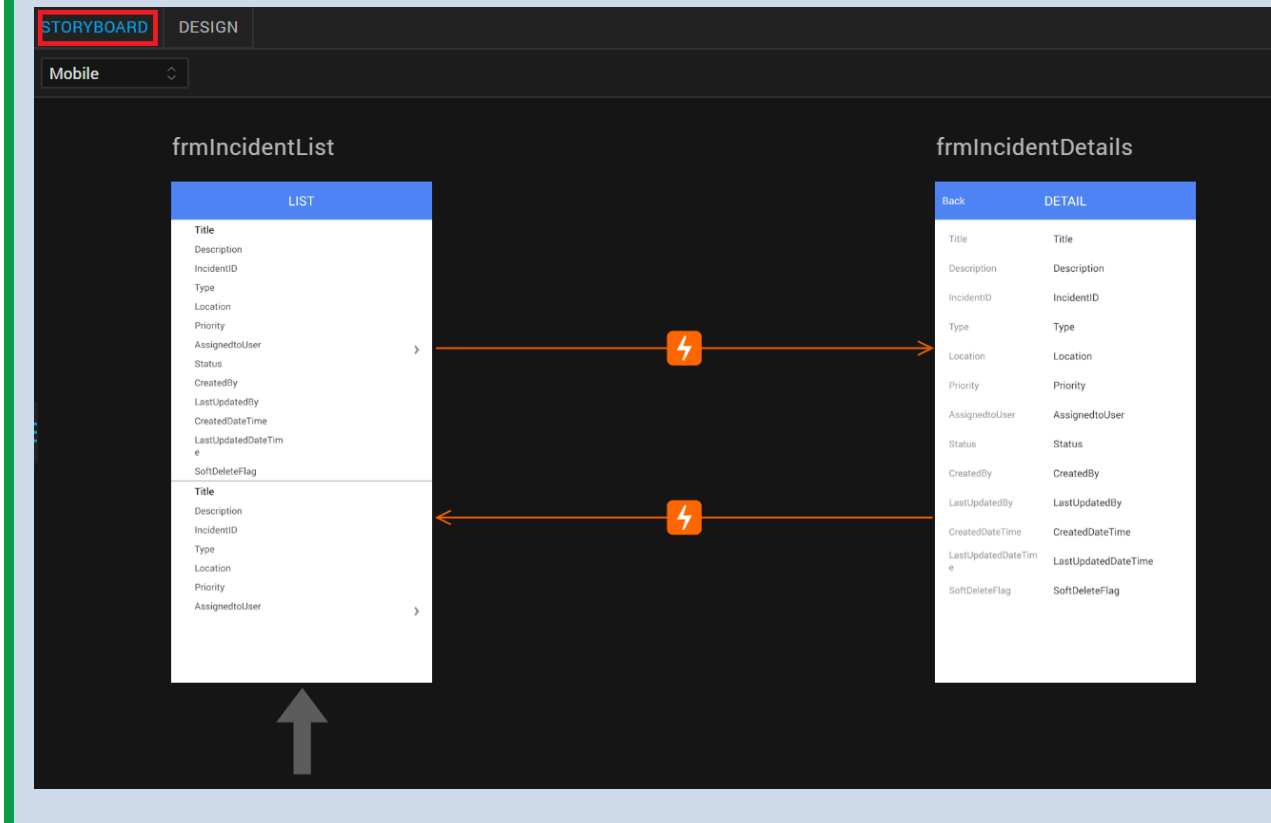 STORYBOARD DESIGN
Mobile
frmIncidentList
LIST
Title
Description
IncidentID
Type
Location
Priority
AssignedtoUser
Status
CreatedBy
LastUpdatedBy
CreatedDateTime
LastUpdatedDateTim
e
SoftDeleteFlag
Title
Description
IncidentID
Type
Location
Priority
AssignedtoUser
frmIncidentDetails
Back DETAIL
Title Title
Description Description
IncidentID IncidentID
Type Type
Location Location
Priority Priority
AssignedtoUser AssignedtoUser
Status Status
CreatedBy CreatedBy
LastUpdatedBy LastUpdatedBy
CreatedDateTime CreatedDateTime
LastUpdatedDateTim
e LastUpdatedDateTime
SoftDeleteFlag SoftDeleteFlag